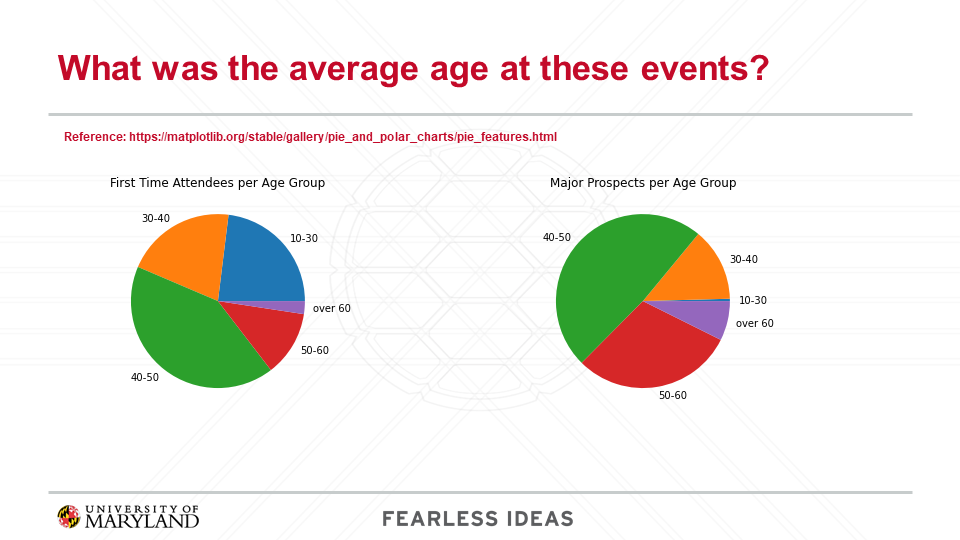 What was the average age at these events?
Reference: https://matplotlib.org/stable/gallery/pie_and_polar_charts/pie_features.html
First Time Attendees per Age Group
30-40
10-30
over 60
50-60
40-50
Major Prospects per Age Group
40-50
30-40
10-30
over 60
50-60
UNIVERSITY OF
MARYLAND
FEARLESS IDEAS